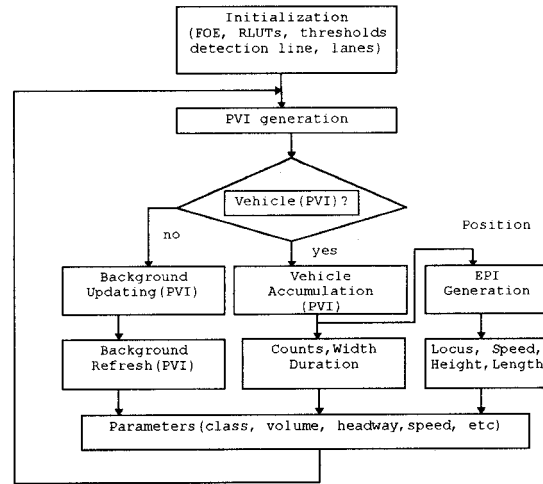 Initialization
(FOE, RLUTs, thresholds
detection line, lanes)
PVI generation
Vehicle(PVI)?
no
yes
Position
Background
Updating(PVI)
Vehicle
Accumulation
(PVI)
EPI
Generation
Background
Refresh(PVI)
Counts,Width
Duration
Locus, Speed,
Height,Length
Parameters(class, volume, headway,speed, etc)